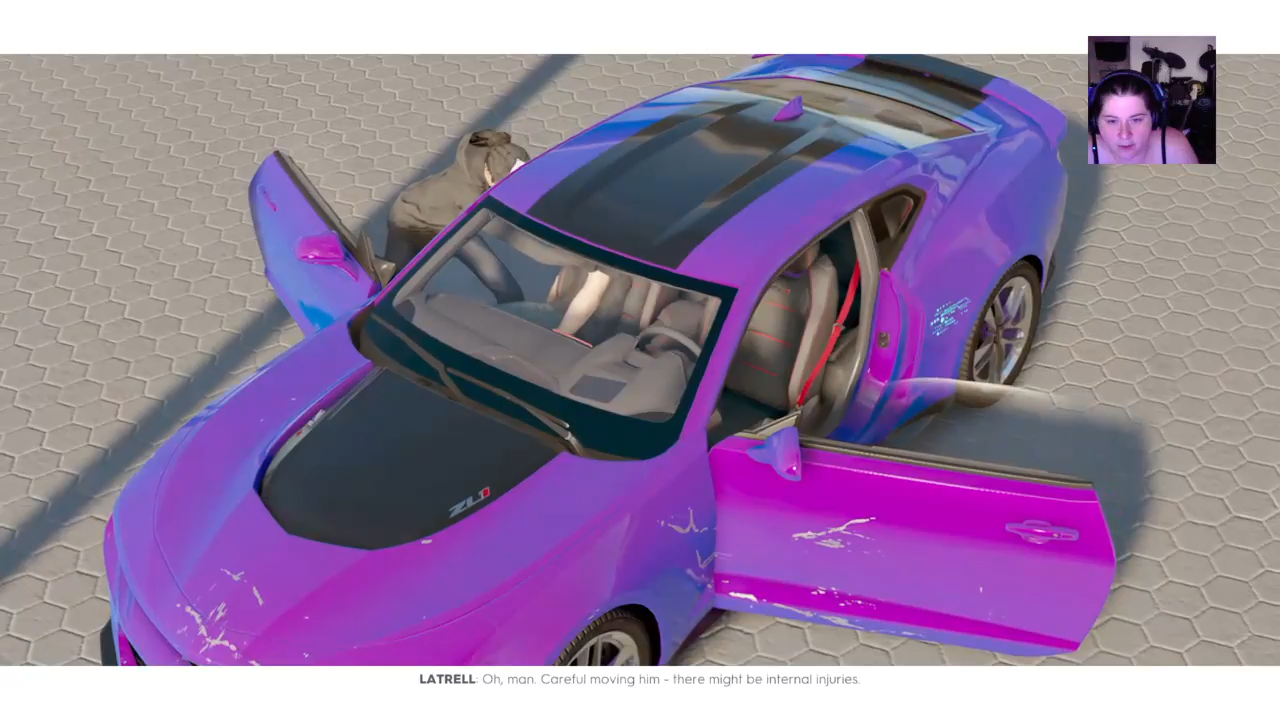 ZL1
LATRELL: Oh, man. Careful moving him - there might be internal injuries.